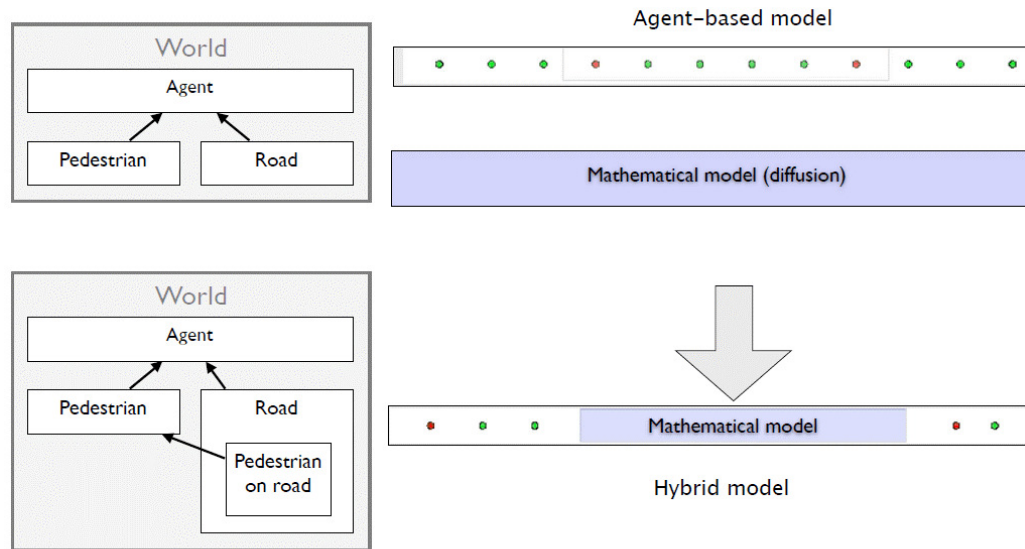 World
Agent
Pedestrian
Road
Agent-based model
Mathematical model (diffusion)
World
Agent
Pedestrian
Road
Pedestrian
on road
Mathematical model
Hybrid model